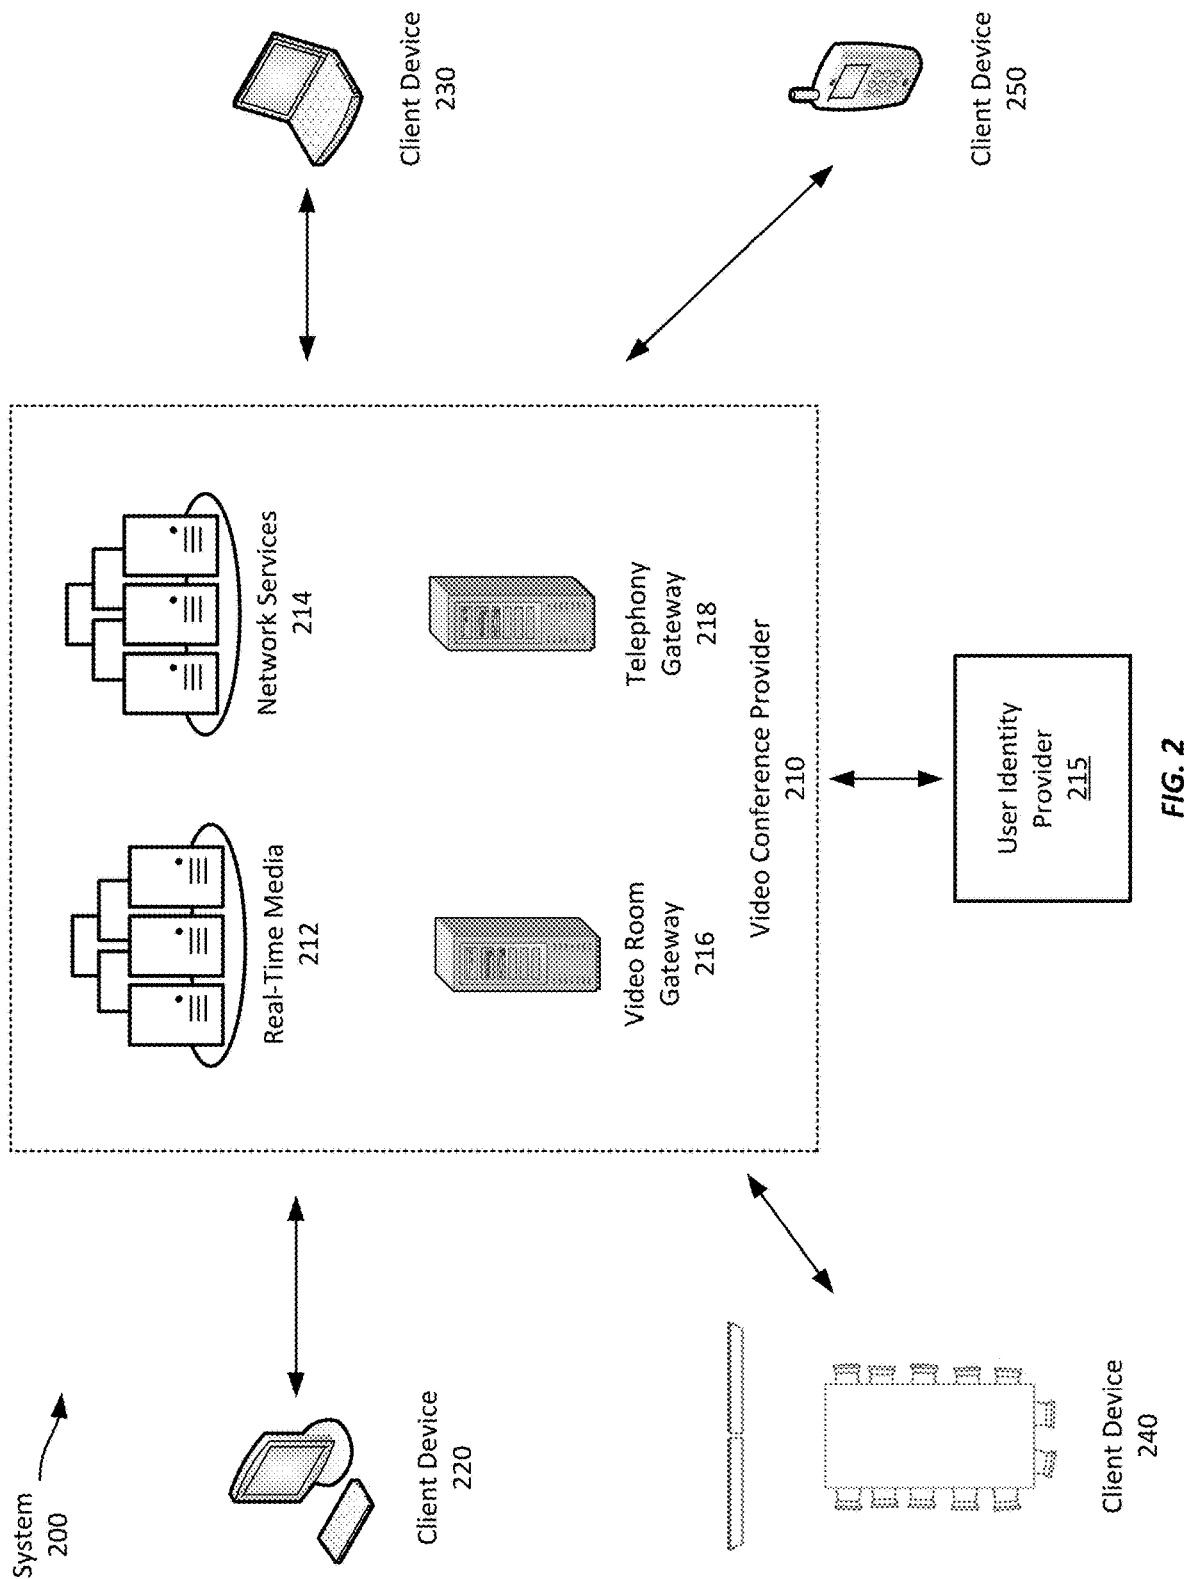 System
200
Client Device
220
Client Device
230
Client Device
240
Client Device
250
Real-Time Media
212
Network Services
214
Video Room
Gateway
216
Telephony
Gateway
218
Video Conference Provider
210
User Identity
Provider
215
FIG. 2